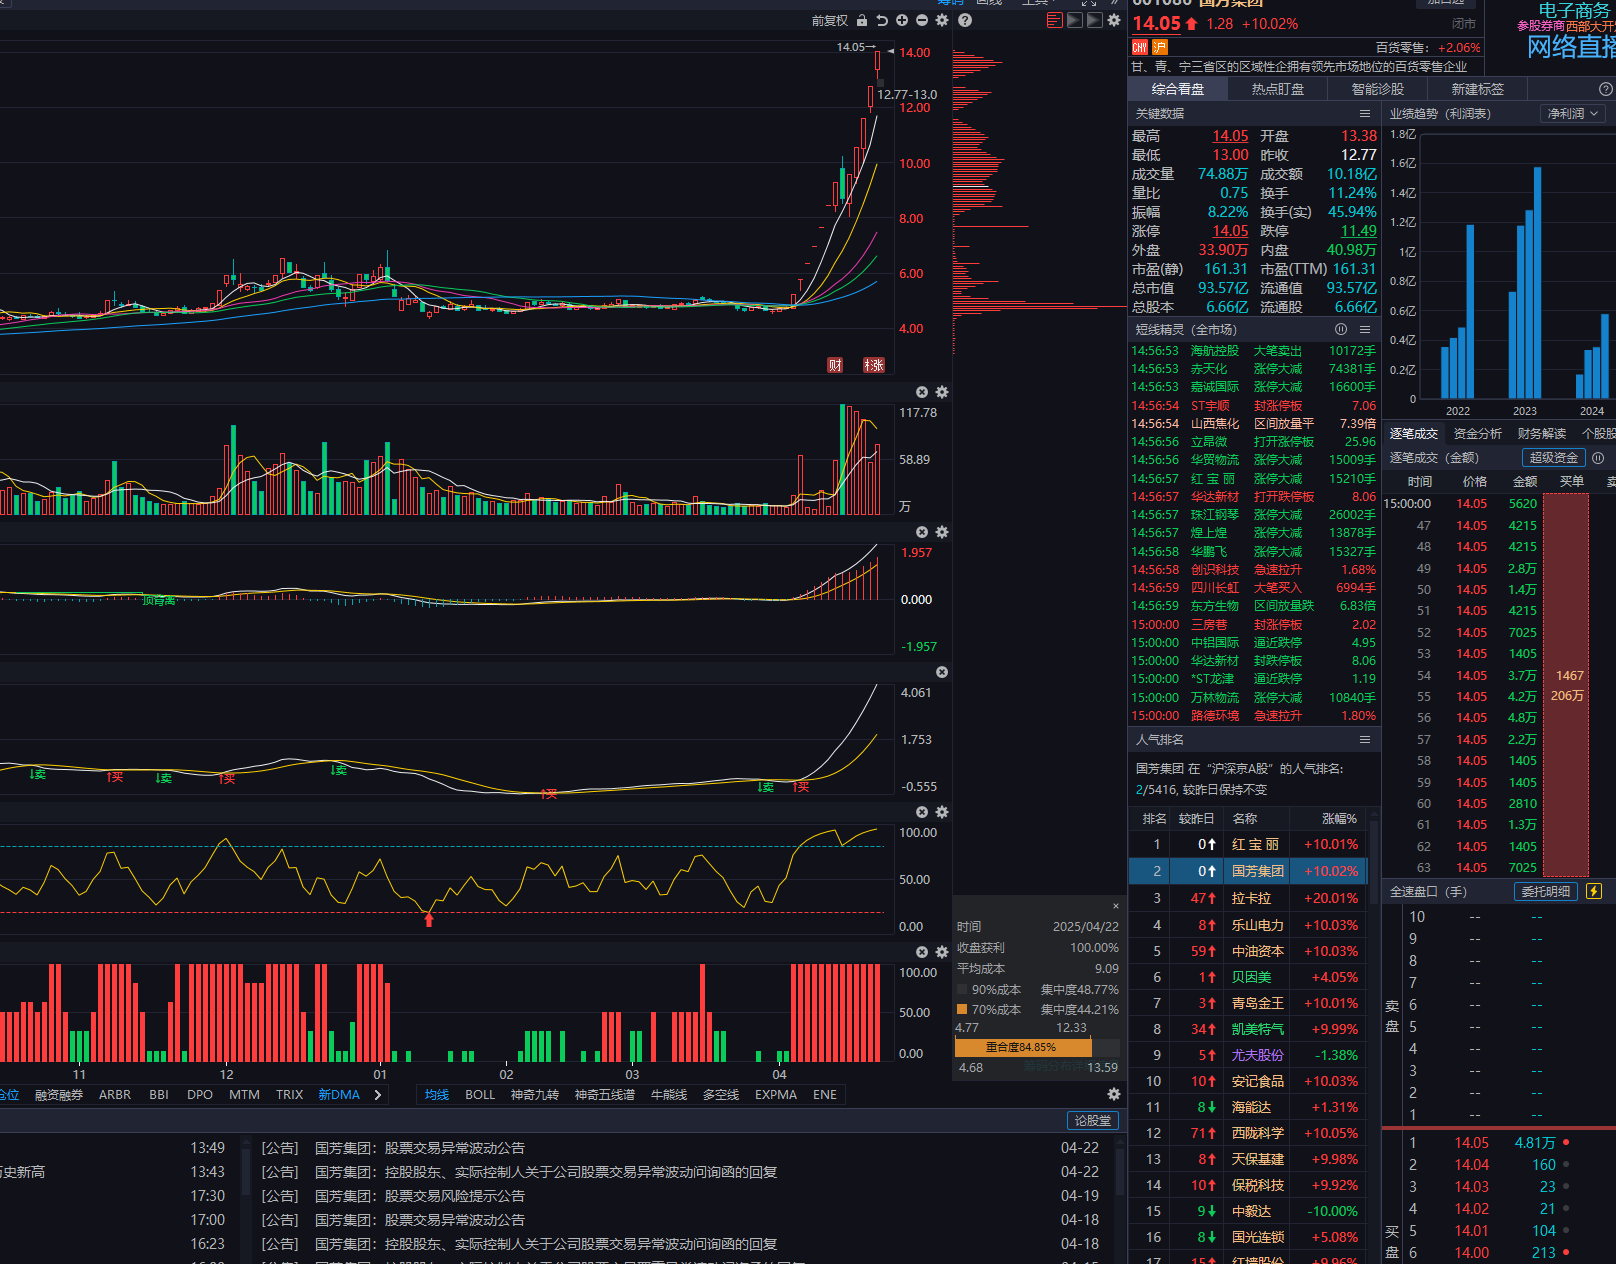 前复权
14.05
14.00
12.77-13.0
12.00
10.00
8.00
6.00
4.00
财
涨
117.78
58.89
万
1.957
0.000
-1.957
顶背离
4.061
1.753
-0.555
↓卖
↑买
↓卖
↑买
↓卖
↑买
↓卖
↑买
100.00
50.00
0.00
100.00
50.00
0.00
11
12
01
02
03
04
仓位 融资融券 ARBR BBI DPO MTM TRIX 新DMA
均线 BOLL 神奇九转 神奇五线谱 牛熊线 多空线 EXPMA ENE
论股堂
13:49
13:43
17:30
17:00
16:23
史新高
[公告] 国芳集团：股票交易异常波动公告 04-22
[公告] 国芳集团：控股股东、实际控制人关于公司股票交易异常波动问询函的回复 04-22
[公告] 国芳集团：股票交易风险提示公告 04-19
[公告] 国芳集团：股票交易异常波动公告 04-18
[公告] 国芳集团：控股股东、实际控制人关于公司股票交易异常波动问询函的回复 04-18
时间 2025/04/22
收盘获利 100.00%
平均成本 9.09
90%成本 集中度48.77%
70%成本 集中度44.21%
4.77 12.33
重合度84.85%
4.68 13.59
601086 国芳集团
14.05 1.28 +10.02%
闭市
CNY 沪
百货零售：+2.06%
甘、青、宁三省区的区域性企拥有领先市场地位的百货零售企业
电子商务
参股券商 西部大开
网络直播
综合看盘 热点盯盘 智能诊股 新建标签
关键数据
最高 14.05 开盘 13.38
最低 13.00 昨收 12.77
成交量 74.88万 成交额 10.18亿
量比 0.75 换手 11.24%
振幅 8.22% 换手(实) 45.94%
涨停 14.05 跌停 11.49
外盘 33.90万 内盘 40.98万
市盈(静) 161.31 市盈(TTM) 161.31
总市值 93.57亿 流通值 93.57亿
总股本 6.66亿 流通股 6.66亿
短线精灵（全市场）
14:56:53 海航控股 大笔卖出 10172手
14:56:53 赤天化 涨停大减 74381手
14:56:53 嘉诚国际 涨停大减 16600手
14:56:54 ST宇顺 封涨停板 7.06
14:56:54 山西焦化 区间放量平 7.39倍
14:56:56 立昂微 打开涨停板 25.96
14:56:56 华贸物流 涨停大减 15009手
14:56:57 红 宝 丽 涨停大减 15210手
14:56:57 华达新材 打开跌停板 8.06
14:56:57 珠江钢琴 涨停大减 26002手
14:56:57 煌上煌 涨停大减 13878手
14:56:58 华鹏飞 涨停大减 15327手
14:56:58 创识科技 急速拉升 1.68%
14:56:59 四川长虹 大笔买入 6994手
14:56:59 东方生物 区间放量跌 6.83倍
15:00:00 三房巷 封涨停板 2.02
15:00:00 中铝国际 逼近跌停 4.95
15:00:00 华达新材 封跌停板 8.06
15:00:00 *ST龙津 逼近跌停 1.19
15:00:00 万林物流 涨停大减 10840手
15:00:00 路德环境 急速拉升 1.80%
人气排名
国芳集团 在“沪深京A股”的人气排名:
2/5416, 较昨日保持不变
排名 较昨日 名称 涨幅%
1 0↑ 红 宝 丽 +10.01%
2 0↑ 国芳集团 +10.02%
3 47↑ 拉卡拉 +20.01%
4 8↑ 乐山电力 +10.03%
5 59↑ 中油资本 +10.03%
6 1↑ 贝因美 +4.05%
7 3↑ 青岛金王 +10.01%
8 34↑ 凯美特气 +9.99%
9 5↑ 尤夫股份 -1.38%
10 10↑ 安记食品 +10.03%
11 8↓ 海能达 +1.31%
12 71↑ 西陇科学 +10.05%
13 8↑ 天保基建 +9.98%
14 10↑ 保税科技 +9.92%
15 9↓ 中毅达 -10.00%
16 8↓ 国光连锁 +5.08%
17 15↑ 红墙股份 +9.96%
业绩趋势（利润表） 净利润
1.8亿
1.6亿
1.4亿
1.2亿
1亿
0.8亿
0.6亿
0.4亿
0.2亿
0
2022 2023 2024
逐笔成交 资金分析 财务解读 个股股
逐笔成交（金额） 超级资金
时间 价格 金额 买单 卖
15:00:00 14.05 5620
47 14.05 4215
48 14.05 4215
49 14.05 2.8万
50 14.05 1.4万
51 14.05 4215
52 14.05 7025
53 14.05 1405
54 14.05 3.7万 1467
55 14.05 4.2万 206万
56 14.05 4.8万
57 14.05 2.2万
58 14.05 1405
59 14.05 1405
60 14.05 2810
61 14.05 1.3万
62 14.05 1405
63 14.05 7025
全速盘口（手） 委托明细
卖盘
10 -- --
9 -- --
8 -- --
7 -- --
6 -- --
5 -- --
4 -- --
3 -- --
2 -- --
1 -- --
买盘
1 14.05 4.81万
2 14.04 160
3 14.03 23
4 14.02 21
5 14.01 104
6 14.00 213